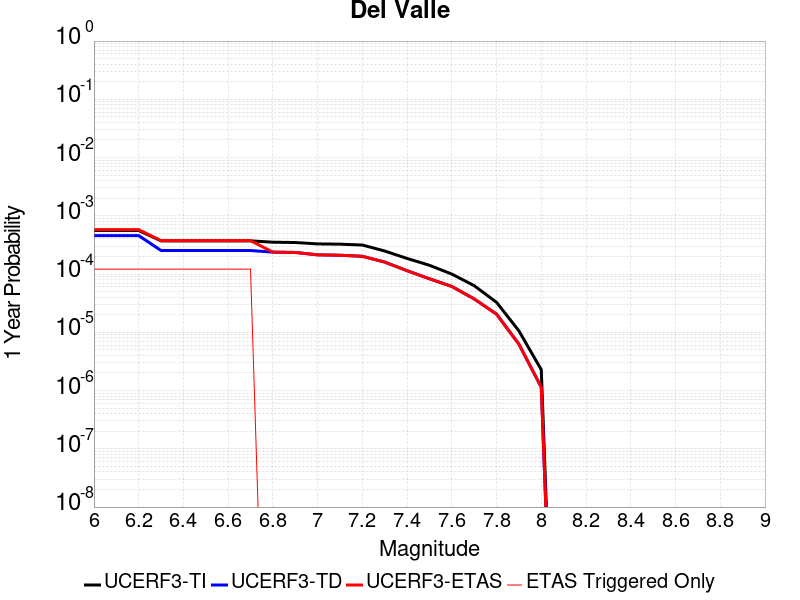 Del Valle
10^0
10^-1
10^-2
10^-3
10^-4
10^-5
10^-6
10^-7
10^-8
1 Year Probability
6 6.2 6.4 6.6 6.8 7 7.2 7.4 7.6 7.8 8 8.2 8.4 8.6 8.8 9
Magnitude
UCERF3-TI UCERF3-TD UCERF3-ETAS ETAS Triggered Only